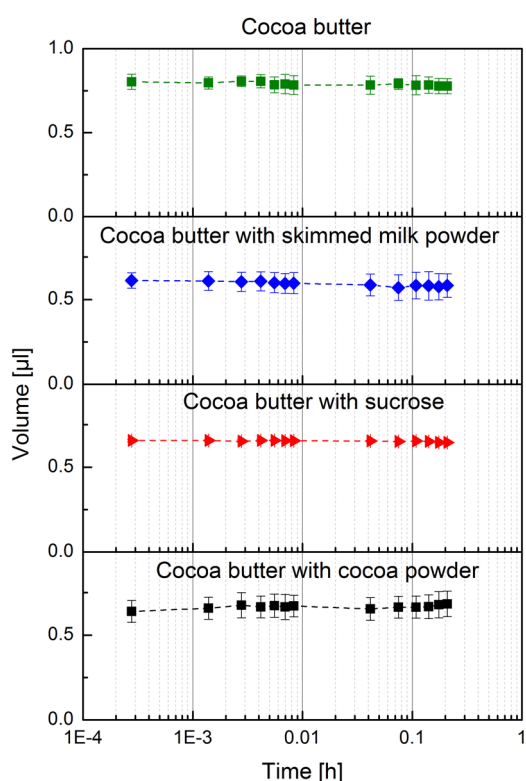 Cocoa butter
1.0
0.5
0.0
Cocoa butter with skimmed milk powder
0.5
0.0
Cocoa butter with sucrose
0.5
0.0
Cocoa butter with cocoa powder
0.5
0.0
Volume [µl]
1E-4 1E-3 0.01 0.1 1
Time [h]